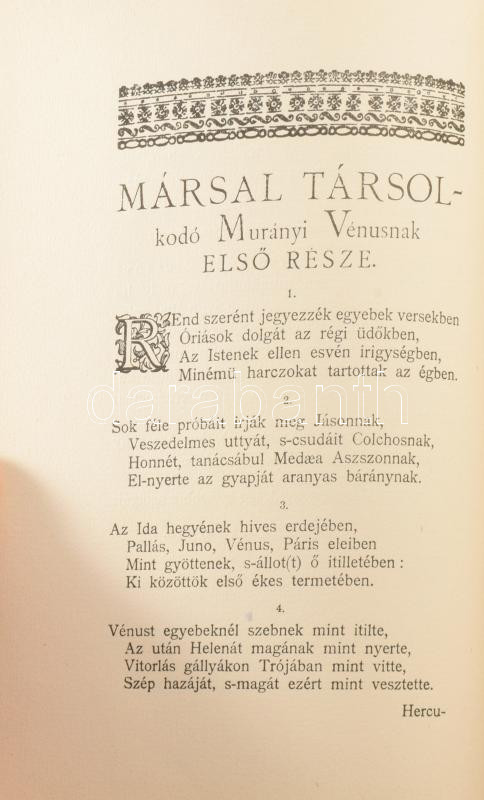 MÁRSAL TÁRSOL-
kodó Murányi Vénusnak
ELSŐ RÉSZE.
1.
REnd szerént jegyezzék egyebek versekben
Óriások dolgát az régi üdőkben,
Az Istenek ellen esvén irigységben,
Minémü harczokat tartottak az égben.
2.
Sok féle próbáit írják meg Jásonnak,
Veszedelmes uttyát, s-csudáit Colchosnak,
Honnét, tanácsábul Medæa Aszszonnak,
El-nyerte az gyapját aranyas báránynak.
3.
Az Ida hegyének hives erdejében,
Pallás, Juno, Vénus, Páris eleiben
Mint gyöttenek, s-állot(t) ő itilletében :
Ki közöttök első ékes termetében.
4.
Vénust egyebeknél szebnek mint itilte,
Az után Helenát magának mint nyerte,
Vitorlás gállyákon Trójában mint vitte,
Szép hazáját, s-magát ezért mint vesztette.
Hercu-
darabanth